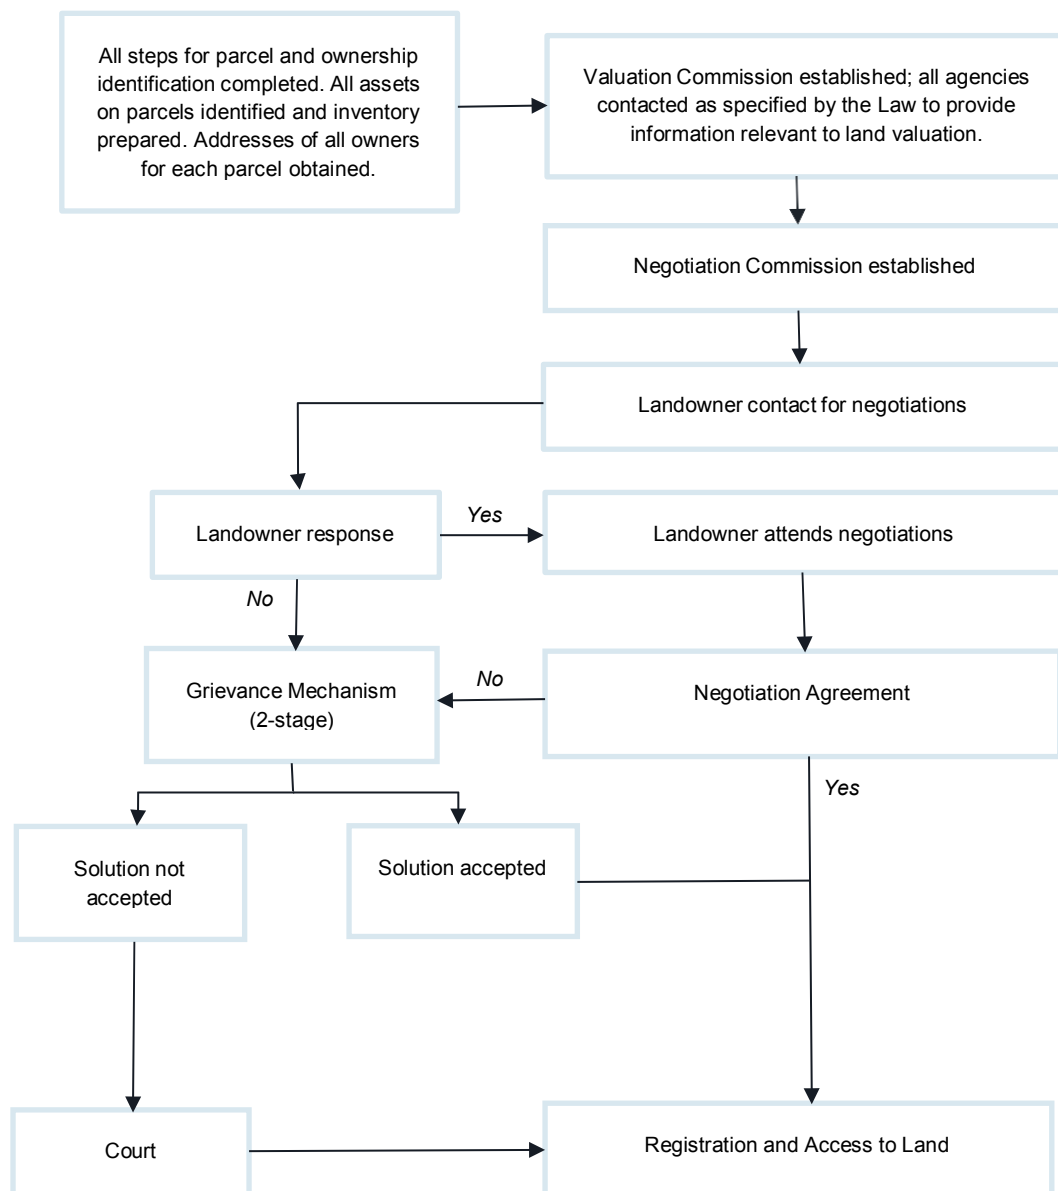 All steps for parcel and ownership
identification completed. All assets
on parcels identified and inventory
prepared. Addresses of all owners
for each parcel obtained.
Valuation Commission established; all agencies
contacted as specified by the Law to provide
information relevant to land valuation.
Negotiation Commission established
Landowner contact for negotiations
Landowner response
Yes
Landowner attends negotiations
No
Grievance Mechanism
(2-stage)
No
Negotiation Agreement
Yes
Solution not
accepted
Solution accepted
Court
Registration and Access to Land